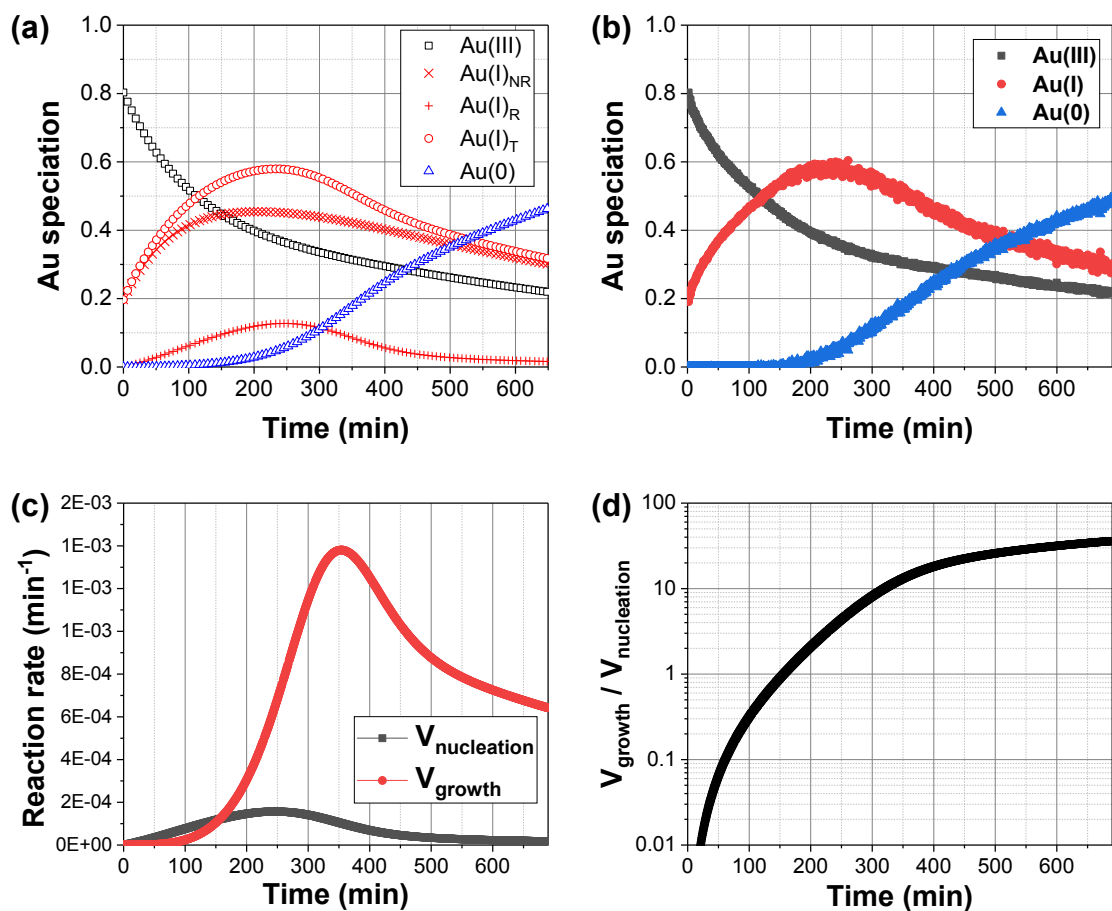 (a)
1.0
0.8
0.6
0.4
0.2
0.0
Au speciation
Au(III)
Au(I)NR
Au(I)R
Au(I)T
Au(0)
0 100 200 300 400 500 600
Time (min)
(b)
1.0
0.8
0.6
0.4
0.2
0.0
Au speciation
Au(III)
Au(I)
Au(0)
0 100 200 300 400 500 600
Time (min)
(c)
2E-03
1E-03
1E-03
1E-03
8E-04
6E-04
4E-04
2E-04
0E+00
Reaction rate (min-1)
Vnucleation
Vgrowth
0 100 200 300 400 500 600
Time (min)
(d)
100
10
1
0.1
0.01
Vgrowth / Vnucleation
0 100 200 300 400 500 600
Time (min)